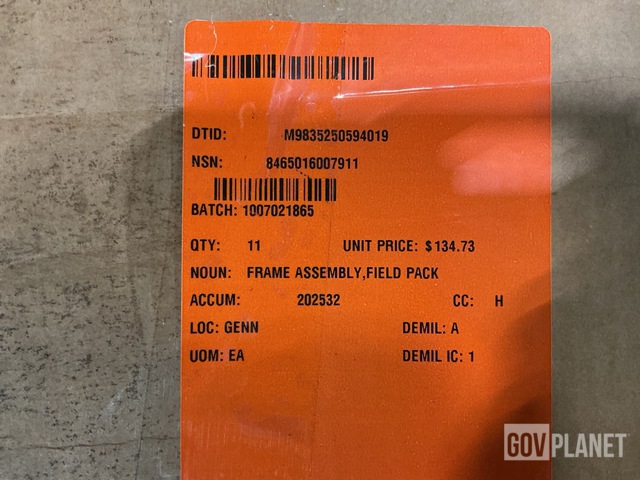 DTID: M9835250594019
NSN: 8465016007911
BATCH: 1007021865
QTY: 11 UNIT PRICE: $134.73
NOUN: FRAME ASSEMBLY,FIELD PACK
ACCUM: 202532 CC: H
LOC: GENN DEMIL: A
UOM: EA DEMIL IC: 1
GOVPLANET